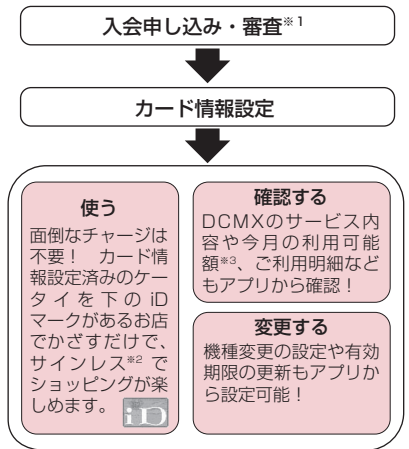 入会申し込み・審査※1
カード情報設定
使う
面倒なチャージは
不要！　カード情
報設定済みのケー
タイを下の iD
マークがあるお店
でかざすだけで、
サインレス※2 で
ショッピングが楽
しめます。
iD
確認する
DCMXのサービス内
容や今月の利用可能
額※3、ご利用明細など
もアプリから確認！
変更する
機種変更の設定や有効
期限の更新もアプリか
ら設定可能！